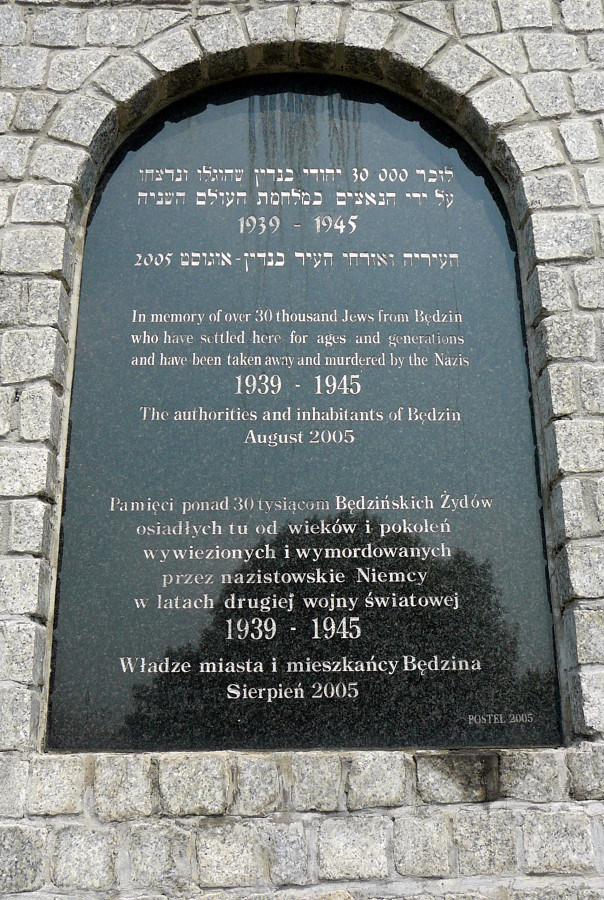 לזכר 000 30 יהודי בנדין שהוגלו ונרצחו
על ידי הנאצים במלחמת העולם השניה
1939 - 1945
העיריה ואזרחי העיר בנדין-אוגוסט 2005
In memory of over 30 thousand Jews from Będzin
who have settled here for ages and generations
and have been taken away and murdered by the Nazis
1939 - 1945
The authorities and inhabitants of Będzin
August 2005
Pamięci ponad 30 tysiącom Będzińskich Żydów
osiadłych tu od wieków i pokoleń
wywiezionych i wymordowanych
przez nazistowskie Niemcy
w latach drugiej wojny światowej
1939 - 1945
Władze miasta i mieszkańcy Będzina
Sierpień 2005
POSTEL 2005